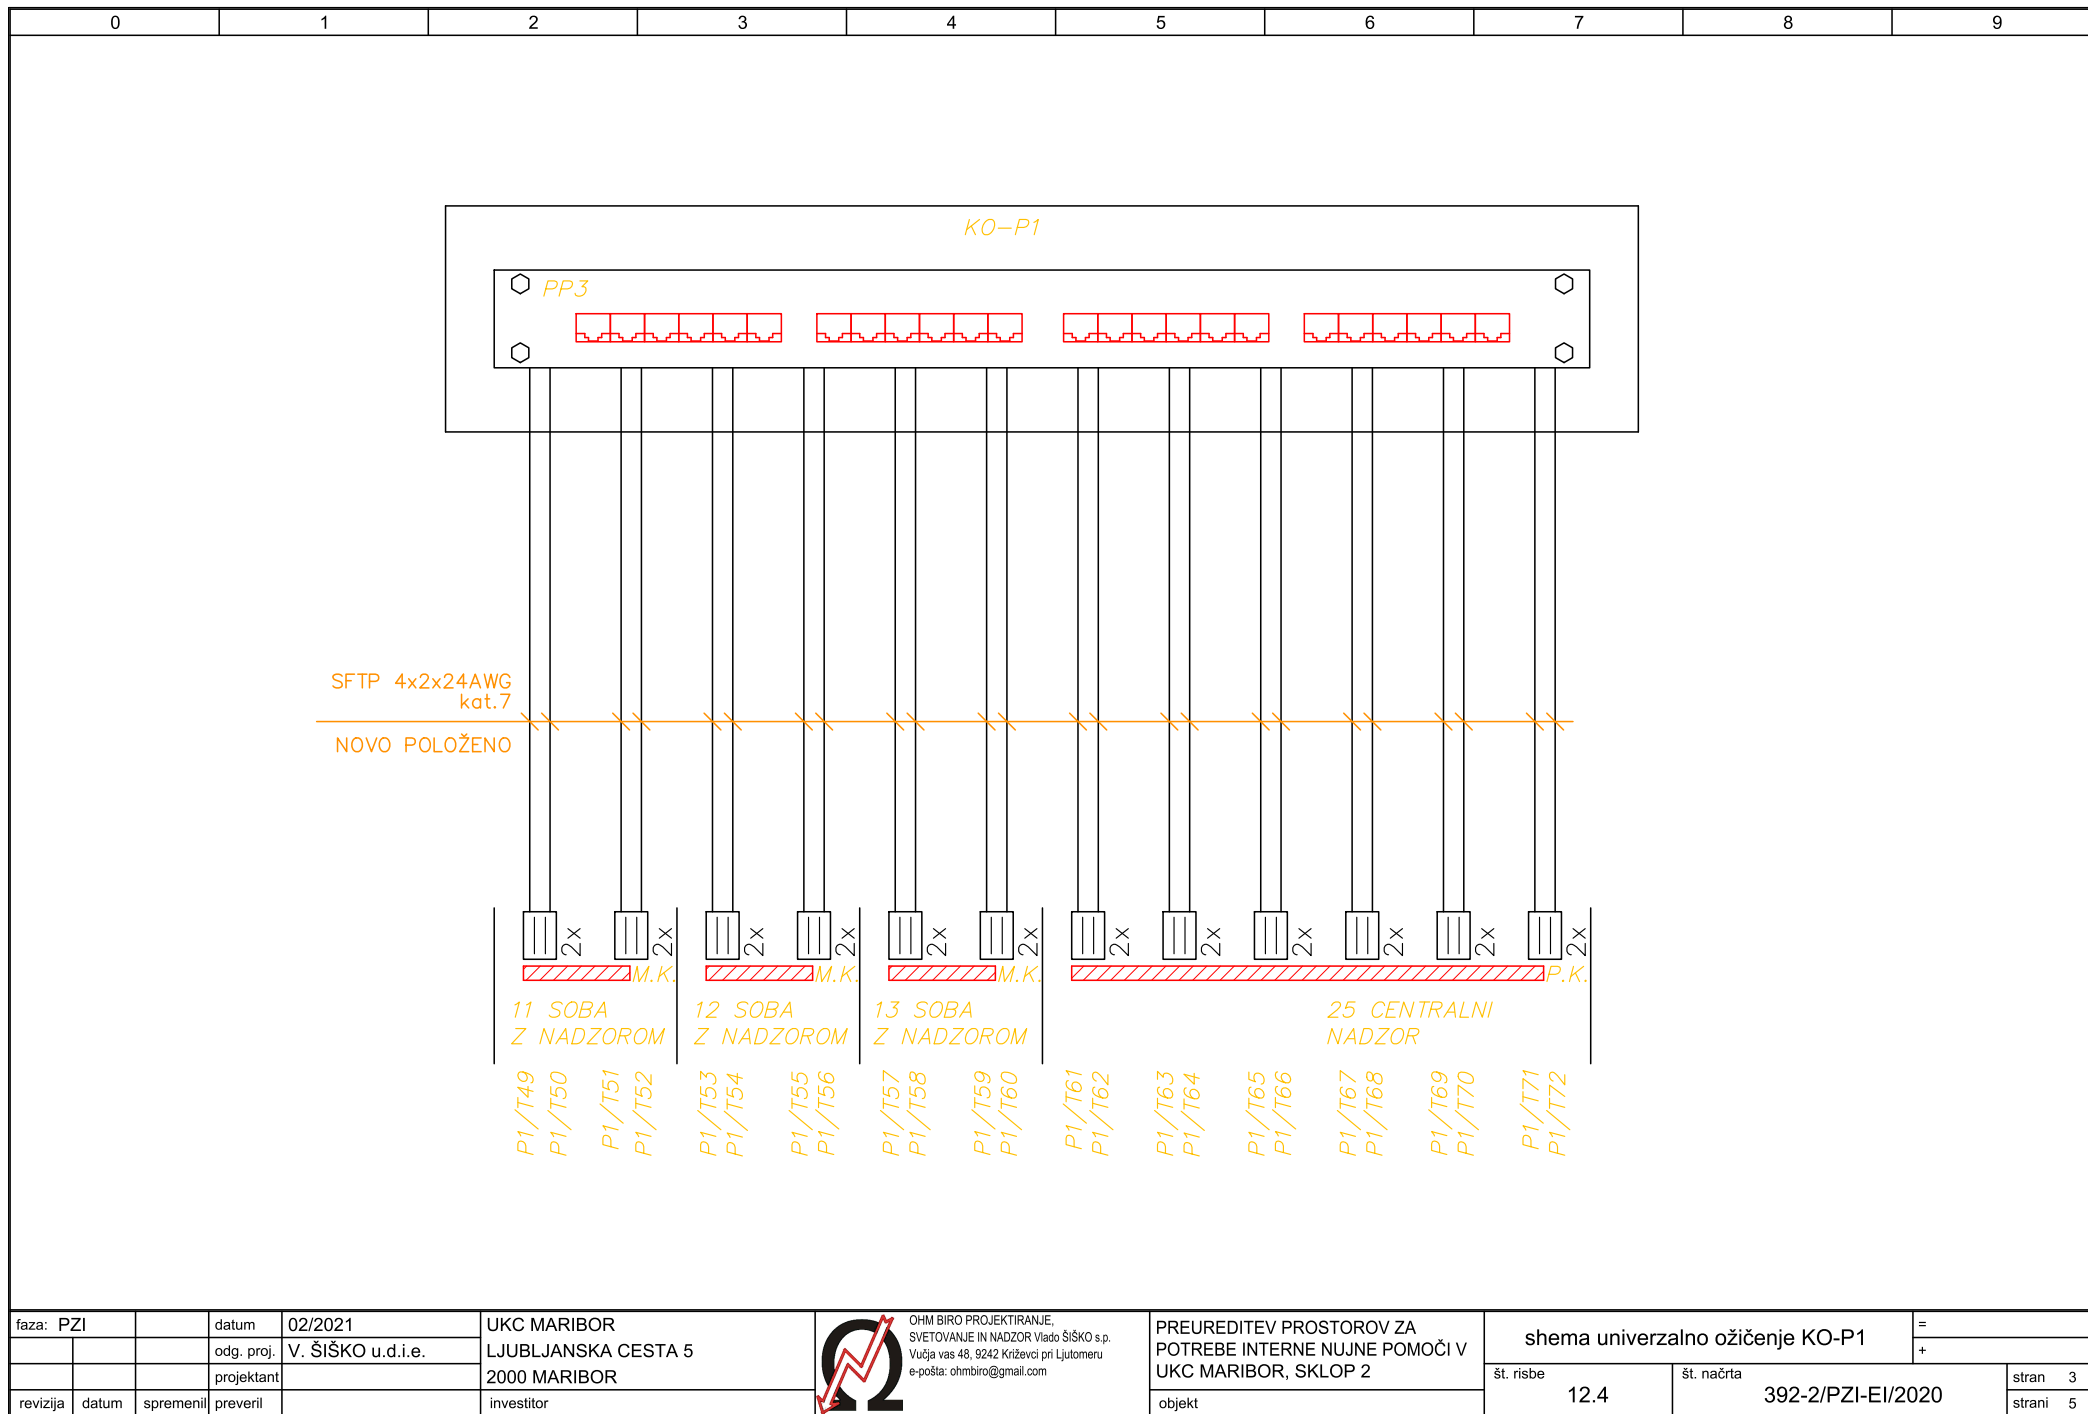 0 1 2 3 4 5 6 7 8 9
KO-P1
PP3
SFTP 4x2x24AWG
kat.7
NOVO POLOŽENO
2x 2x 2x 2x 2x 2x 2x 2x 2x 2x 2x 2x
M.K. M.K. M.K. P.K.
11 SOBA
Z NADZOROM
12 SOBA
Z NADZOROM
13 SOBA
Z NADZOROM
25 CENTRALNI
NADZOR
P1/T49
P1/T50
P1/T51
P1/T52
P1/T53
P1/T54
P1/T55
P1/T56
P1/T57
P1/T58
P1/T59
P1/T60
P1/T61
P1/T62
P1/T63
P1/T64
P1/T65
P1/T66
P1/T67
P1/T68
P1/T69
P1/T70
P1/T71
P1/T72
faza: PZI
datum 02/2021
odg. proj. V. ŠIŠKO u.d.i.e.
projektant
revizija datum spremenil preveril
UKC MARIBOR
LJUBLJANSKA CESTA 5
2000 MARIBOR
investitor
OHM BIRO PROJEKTIRANJE,
SVETOVANJE IN NADZOR Vlado ŠIŠKO s.p.
Vučja vas 48, 9242 Križevci pri Ljutomeru
e-pošta: ohmbiro@gmail.com
PREUREDITEV PROSTOROV ZA
POTREBE INTERNE NUJNE POMOČI V
UKC MARIBOR, SKLOP 2
objekt
shema univerzalno ožičenje KO-P1
=
+
št. risbe
12.4
št. načrta
392-2/PZI-EI/2020
stran 3
strani 5